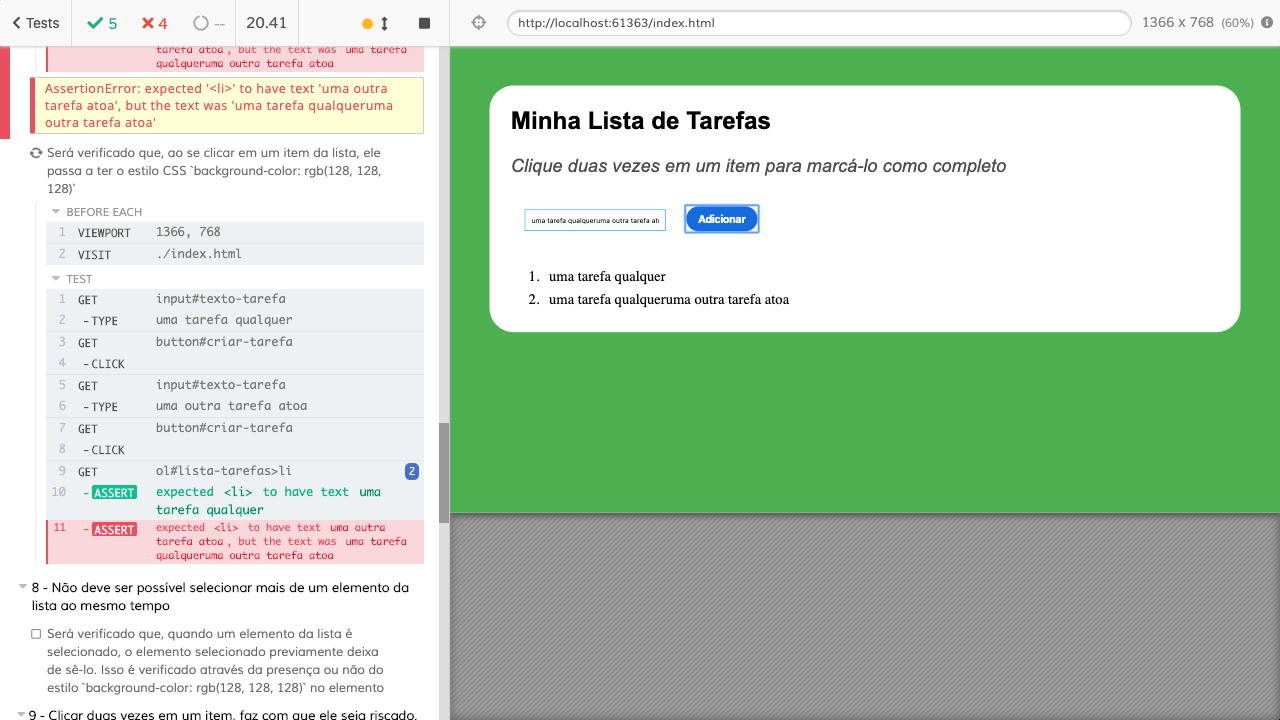 Tests
5
4
--
20.41
http://localhost:61363/index.html
1366 x 768 (60%)
tarefa atoa, but the text was uma tarefa
qualqueruma outra tarefa atoa
AssertionError: expected '<li>' to have text 'uma outra
tarefa atoa', but the text was 'uma tarefa qualqueruma
outra tarefa atoa'
Será verificado que, ao se clicar em um item da lista, ele
passa a ter o estilo CSS `background-color: rgb(128, 128,
128)`
BEFORE EACH
1 VIEWPORT 1366, 768
2 VISIT ./index.html
TEST
1 GET input#texto-tarefa
2 -TYPE uma tarefa qualquer
3 GET button#criar-tarefa
4 -CLICK
5 GET input#texto-tarefa
6 -TYPE uma outra tarefa atoa
7 GET button#criar-tarefa
8 -CLICK
9 GET ol#lista-tarefas>li 2
10 -ASSERT expected <li> to have text uma
tarefa qualquer
11 -ASSERT expected <li> to have text uma outra
tarefa atoa, but the text was uma tarefa
qualqueruma outra tarefa atoa
8 - Não deve ser possível selecionar mais de um elemento da
lista ao mesmo tempo
Será verificado que, quando um elemento da lista é
selecionado, o elemento selecionado previamente deixa
de sê-lo. Isso é verificado através da presença ou não do
estilo `background-color: rgb(128, 128, 128)` no elemento
9 - Clicar duas vezes em um item, faz com que ele seja riscado,
Minha Lista de Tarefas
Clique duas vezes em um item para marcá-lo como completo
uma tarefa qualqueruma outra tarefa ato
Adicionar
1. uma tarefa qualquer
2. uma tarefa qualqueruma outra tarefa atoa